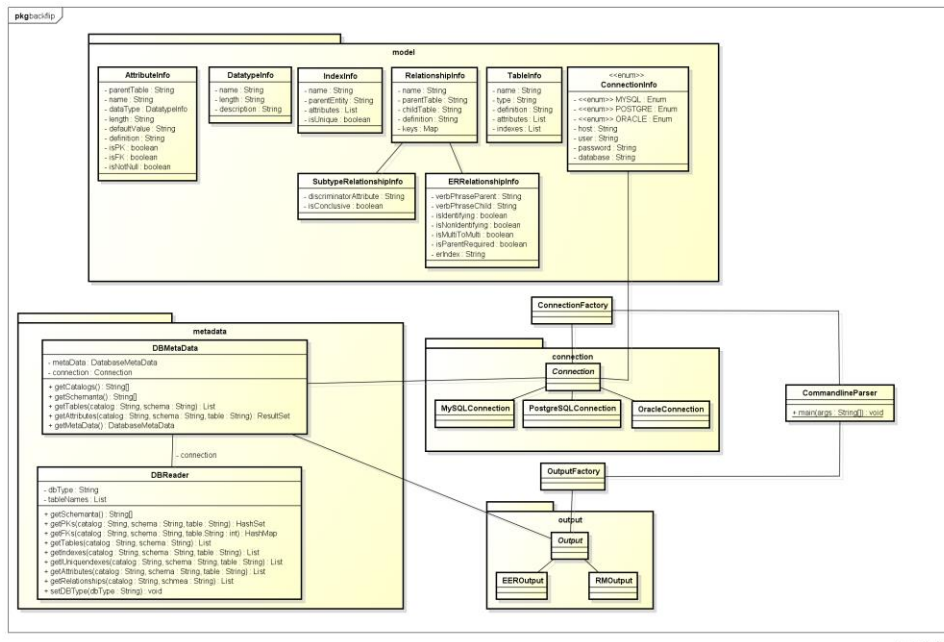 pkg backflip
model
AttributeInfo
- parentTable : String
- name : String
- dataType : DatatypeInfo
- length : String
- defaultValue : String
- definition : String
- isPK : boolean
- isFK : boolean
- isNotNull : boolean
DatatypeInfo
- name : String
- length : String
- description : String
IndexInfo
- name : String
- parentEntity : String
- attributes : List
- isUnique : boolean
RelationshipInfo
- name : String
- parentTable : String
- childTable : String
- definition : String
- keys : Map
TableInfo
- name : String
- type : String
- definition : String
- attributes : List
- indexes : List
<<enum>>
ConnectionInfo
- <<enum>> MYSQL : Enum
- <<enum>> POSTGRE : Enum
- <<enum>> ORACLE : Enum
- host : String
- user : String
- password : String
- database : String
SubtypeRelationshipInfo
- discriminatorAttribute : String
- isConclusive : boolean
ERRelationshipInfo
- verbPhraseParent : String
- verbPhraseChild : String
- isIdentifying : boolean
- isNonIdentifying : boolean
- isMultiToMulti : boolean
- isParentRequired : boolean
- erIndex : String
metadata
DBMetaData
- metaData : DatabaseMetaData
- connection : Connection
+ getCatalogs() : String[]
+ getSchemanta() : String[]
+ getTables(catalog : String, schema : String) : List
+ getAttributes(catalog : String, schema : String, table : String) : ResultSet
+ getMetaData() : DatabaseMetaData
- connection
DBReader
- dbType : String
- tableNames : List
+ getSchemanta() : String[]
+ getPKs(catalog : String, schema : String, table : String) : HashSet
+ getFKs(catalog : String, schema : String, table.String : int) : HashMap
+ getTables(catalog : String, schema : String) : List
+ getIndexes(catalog : String, schema : String, table : String) : List
+ getIUniquendexes(catalog : String, schema : String, table : String) : List
+ getAttributes(catalog : String, schema : String, table : String) : List
+ getRelationships(catalog : String, schmea : String) : List
+ setDBType(dbType : String) : void
ConnectionFactory
connection
Connection
MySQLConnection
PostgreSQLConnection
OracleConnection
CommandlineParser
+ main(args : String[]) : void
OutputFactory
output
Output
EEROutput
RMOutput